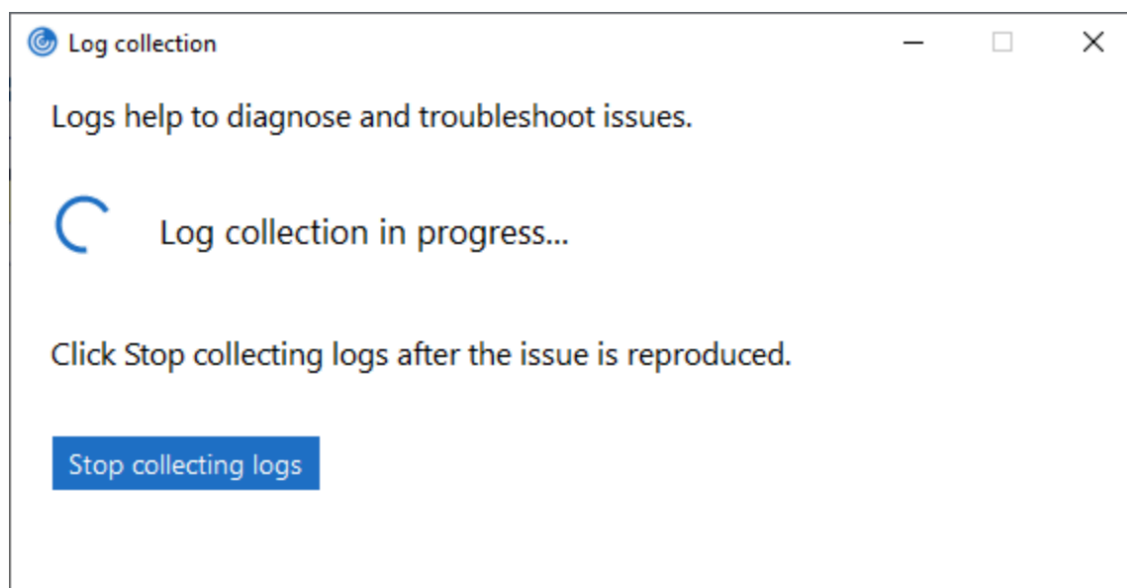 Log collection
Logs help to diagnose and troubleshoot issues.
Log collection in progress...
Click Stop collecting logs after the issue is reproduced.
Stop collecting logs